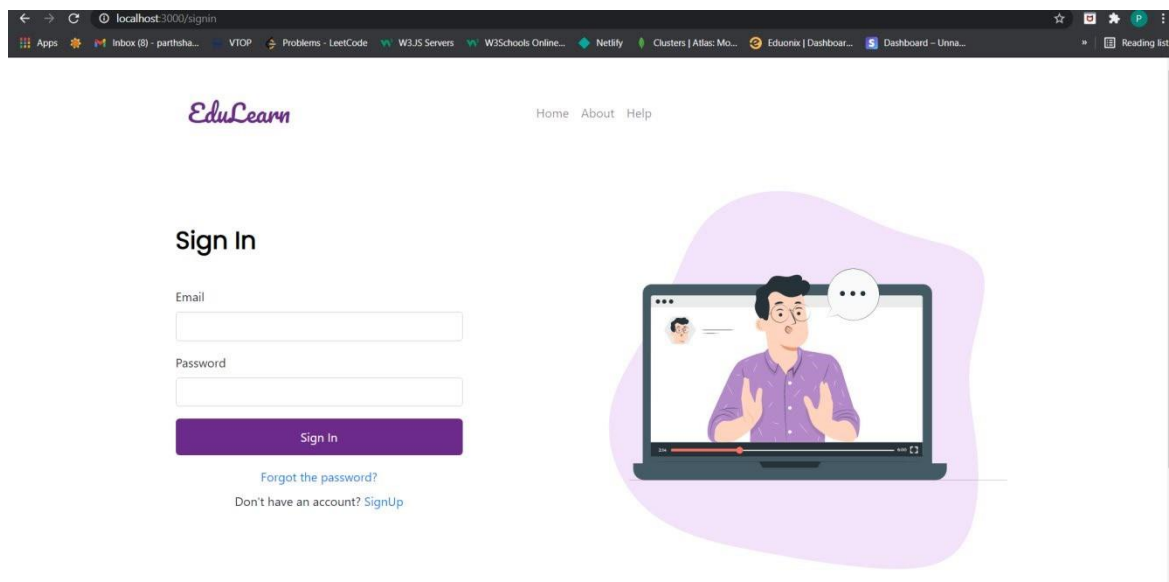 localhost:3000/signin
Apps Inbox (8) - parthsha... VTOP Problems - LeetCode W3.JS Servers W3Schools Online... Netlify Clusters | Atlas: Mo... Eduonix | Dashboar... S Dashboard – Unna... » Reading list
P
EduLearn
Home About Help
Sign In
Email
Password
Sign In
Forgot the password?
Don't have an account? SignUp